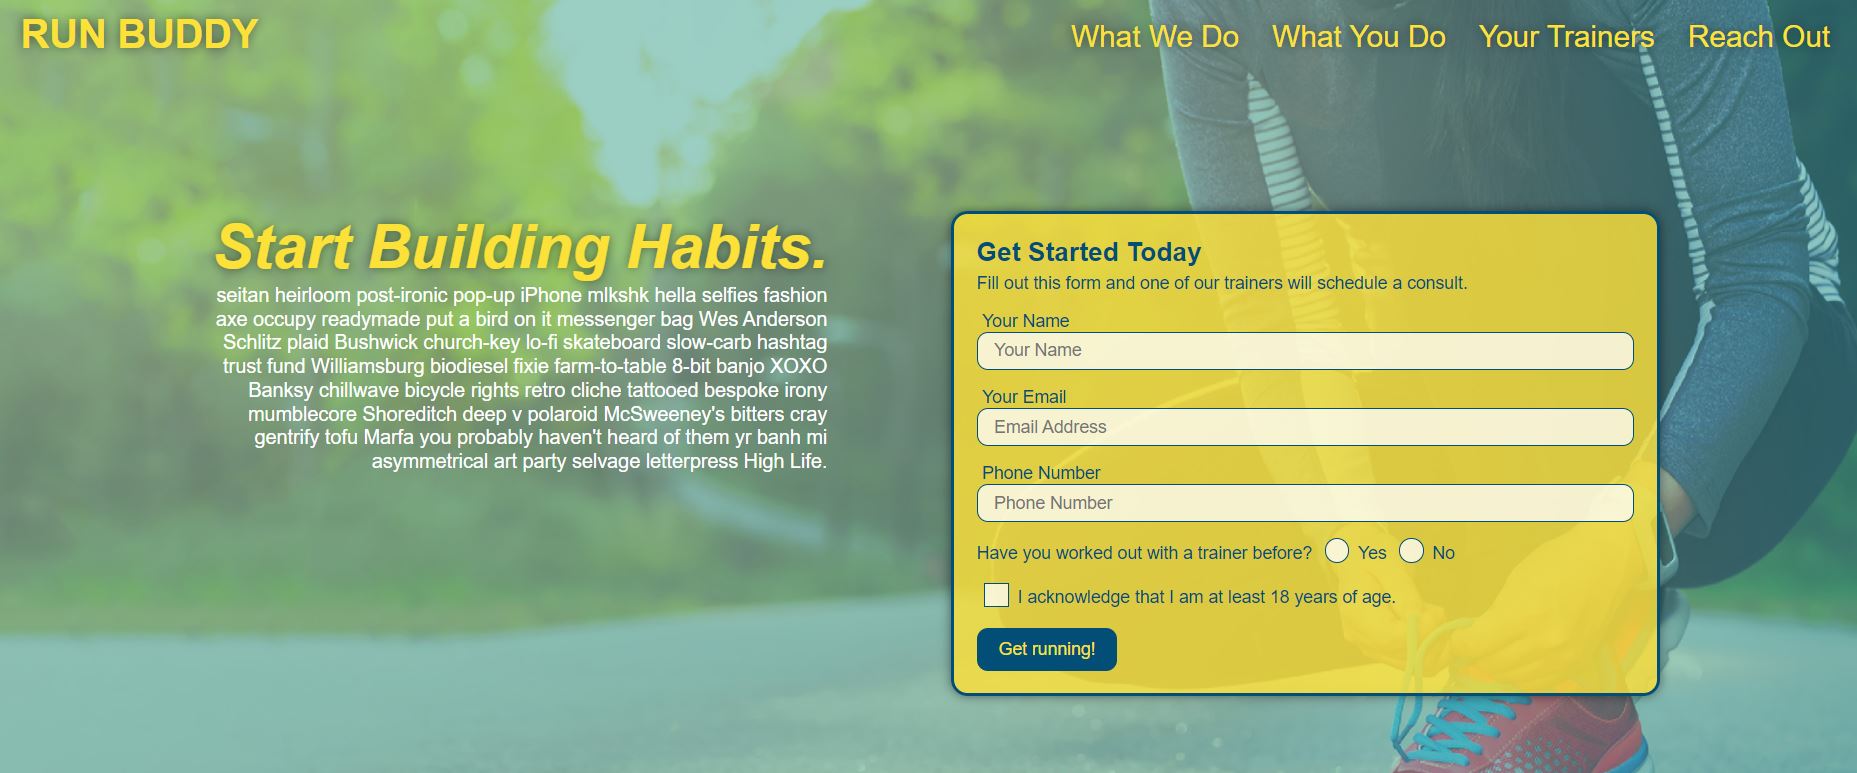 RUN BUDDY
What We Do What You Do Your Trainers Reach Out
Start Building Habits.
seitan heirloom post-ironic pop-up iPhone mlkshk hella selfies fashion
axe occupy readymade put a bird on it messenger bag Wes Anderson
Schlitz plaid Bushwick church-key lo-fi skateboard slow-carb hashtag
trust fund Williamsburg biodiesel fixie farm-to-table 8-bit banjo XOXO
Banksy chillwave bicycle rights retro cliche tattooed bespoke irony
mumblecore Shoreditch deep v polaroid McSweeney's bitters cray
gentrify tofu Marfa you probably haven't heard of them yr banh mi
asymmetrical art party selvage letterpress High Life.
Get Started Today
Fill out this form and one of our trainers will schedule a consult.
Your Name
Your Name
Your Email
Email Address
Phone Number
Phone Number
Have you worked out with a trainer before? Yes No
I acknowledge that I am at least 18 years of age.
Get running!